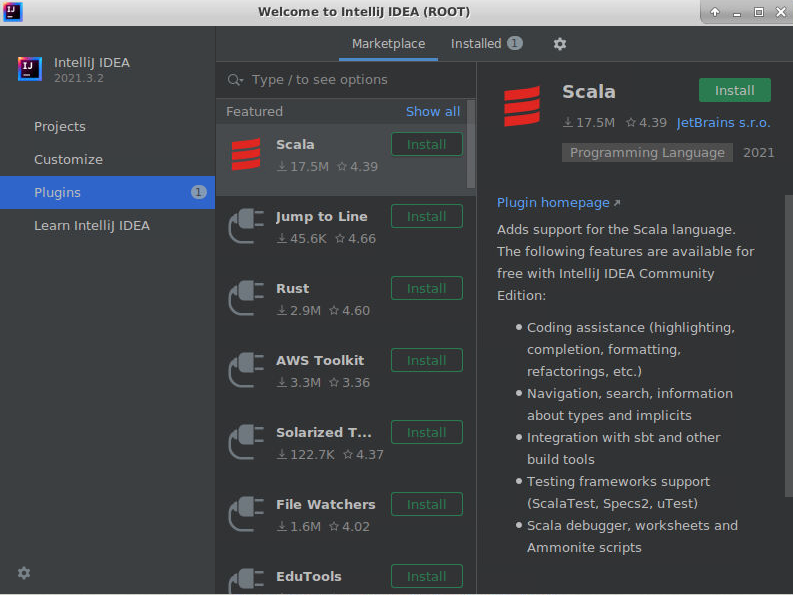 Welcome to IntelliJ IDEA (ROOT)
IntelliJ IDEA
2021.3.2
Projects
Customize
Plugins 1
Learn IntelliJ IDEA
Marketplace Installed 1
Type / to see options
Featured Show all
Scala Install
17.5M 4.39
Jump to Line Install
45.6K 4.66
Rust Install
2.9M 4.60
AWS Toolkit Install
3.3M 3.36
Solarized T... Install
122.7K 4.37
File Watchers Install
1.6M 4.02
EduTools Install
Scala Install
17.5M 4.39 JetBrains s.r.o.
Programming Language 2021
Plugin homepage
Adds support for the Scala language.
The following features are available for
free with IntelliJ IDEA Community
Edition:
Coding assistance (highlighting,
completion, formatting,
refactorings, etc.)
Navigation, search, information
about types and implicits
Integration with sbt and other
build tools
Testing frameworks support
(ScalaTest, Specs2, uTest)
Scala debugger, worksheets and
Ammonite scripts